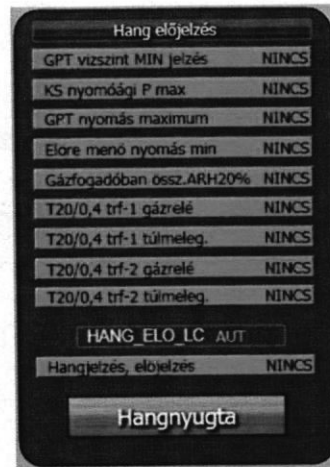 Hang előjelzés
GPT vizszint MIN jelzés NINCS
KS nyomóági P max NINCS
GPT nyomás maximum NINCS
Elore menö nyomás min NINCS
Gázfogadóban össz.ARH20% NINCS
T20/0,4 trf-1 gázrelé NINCS
T20/0,4 trf-1 túlmeleg. NINCS
T20/0,4 trf-2 gázrelé NINCS
T20/0,4 trf-2 túlmeleg. NINCS
HANG_ELO_LC AUT
Hangjelzés, előjelzés NINCS
Hangnyugta